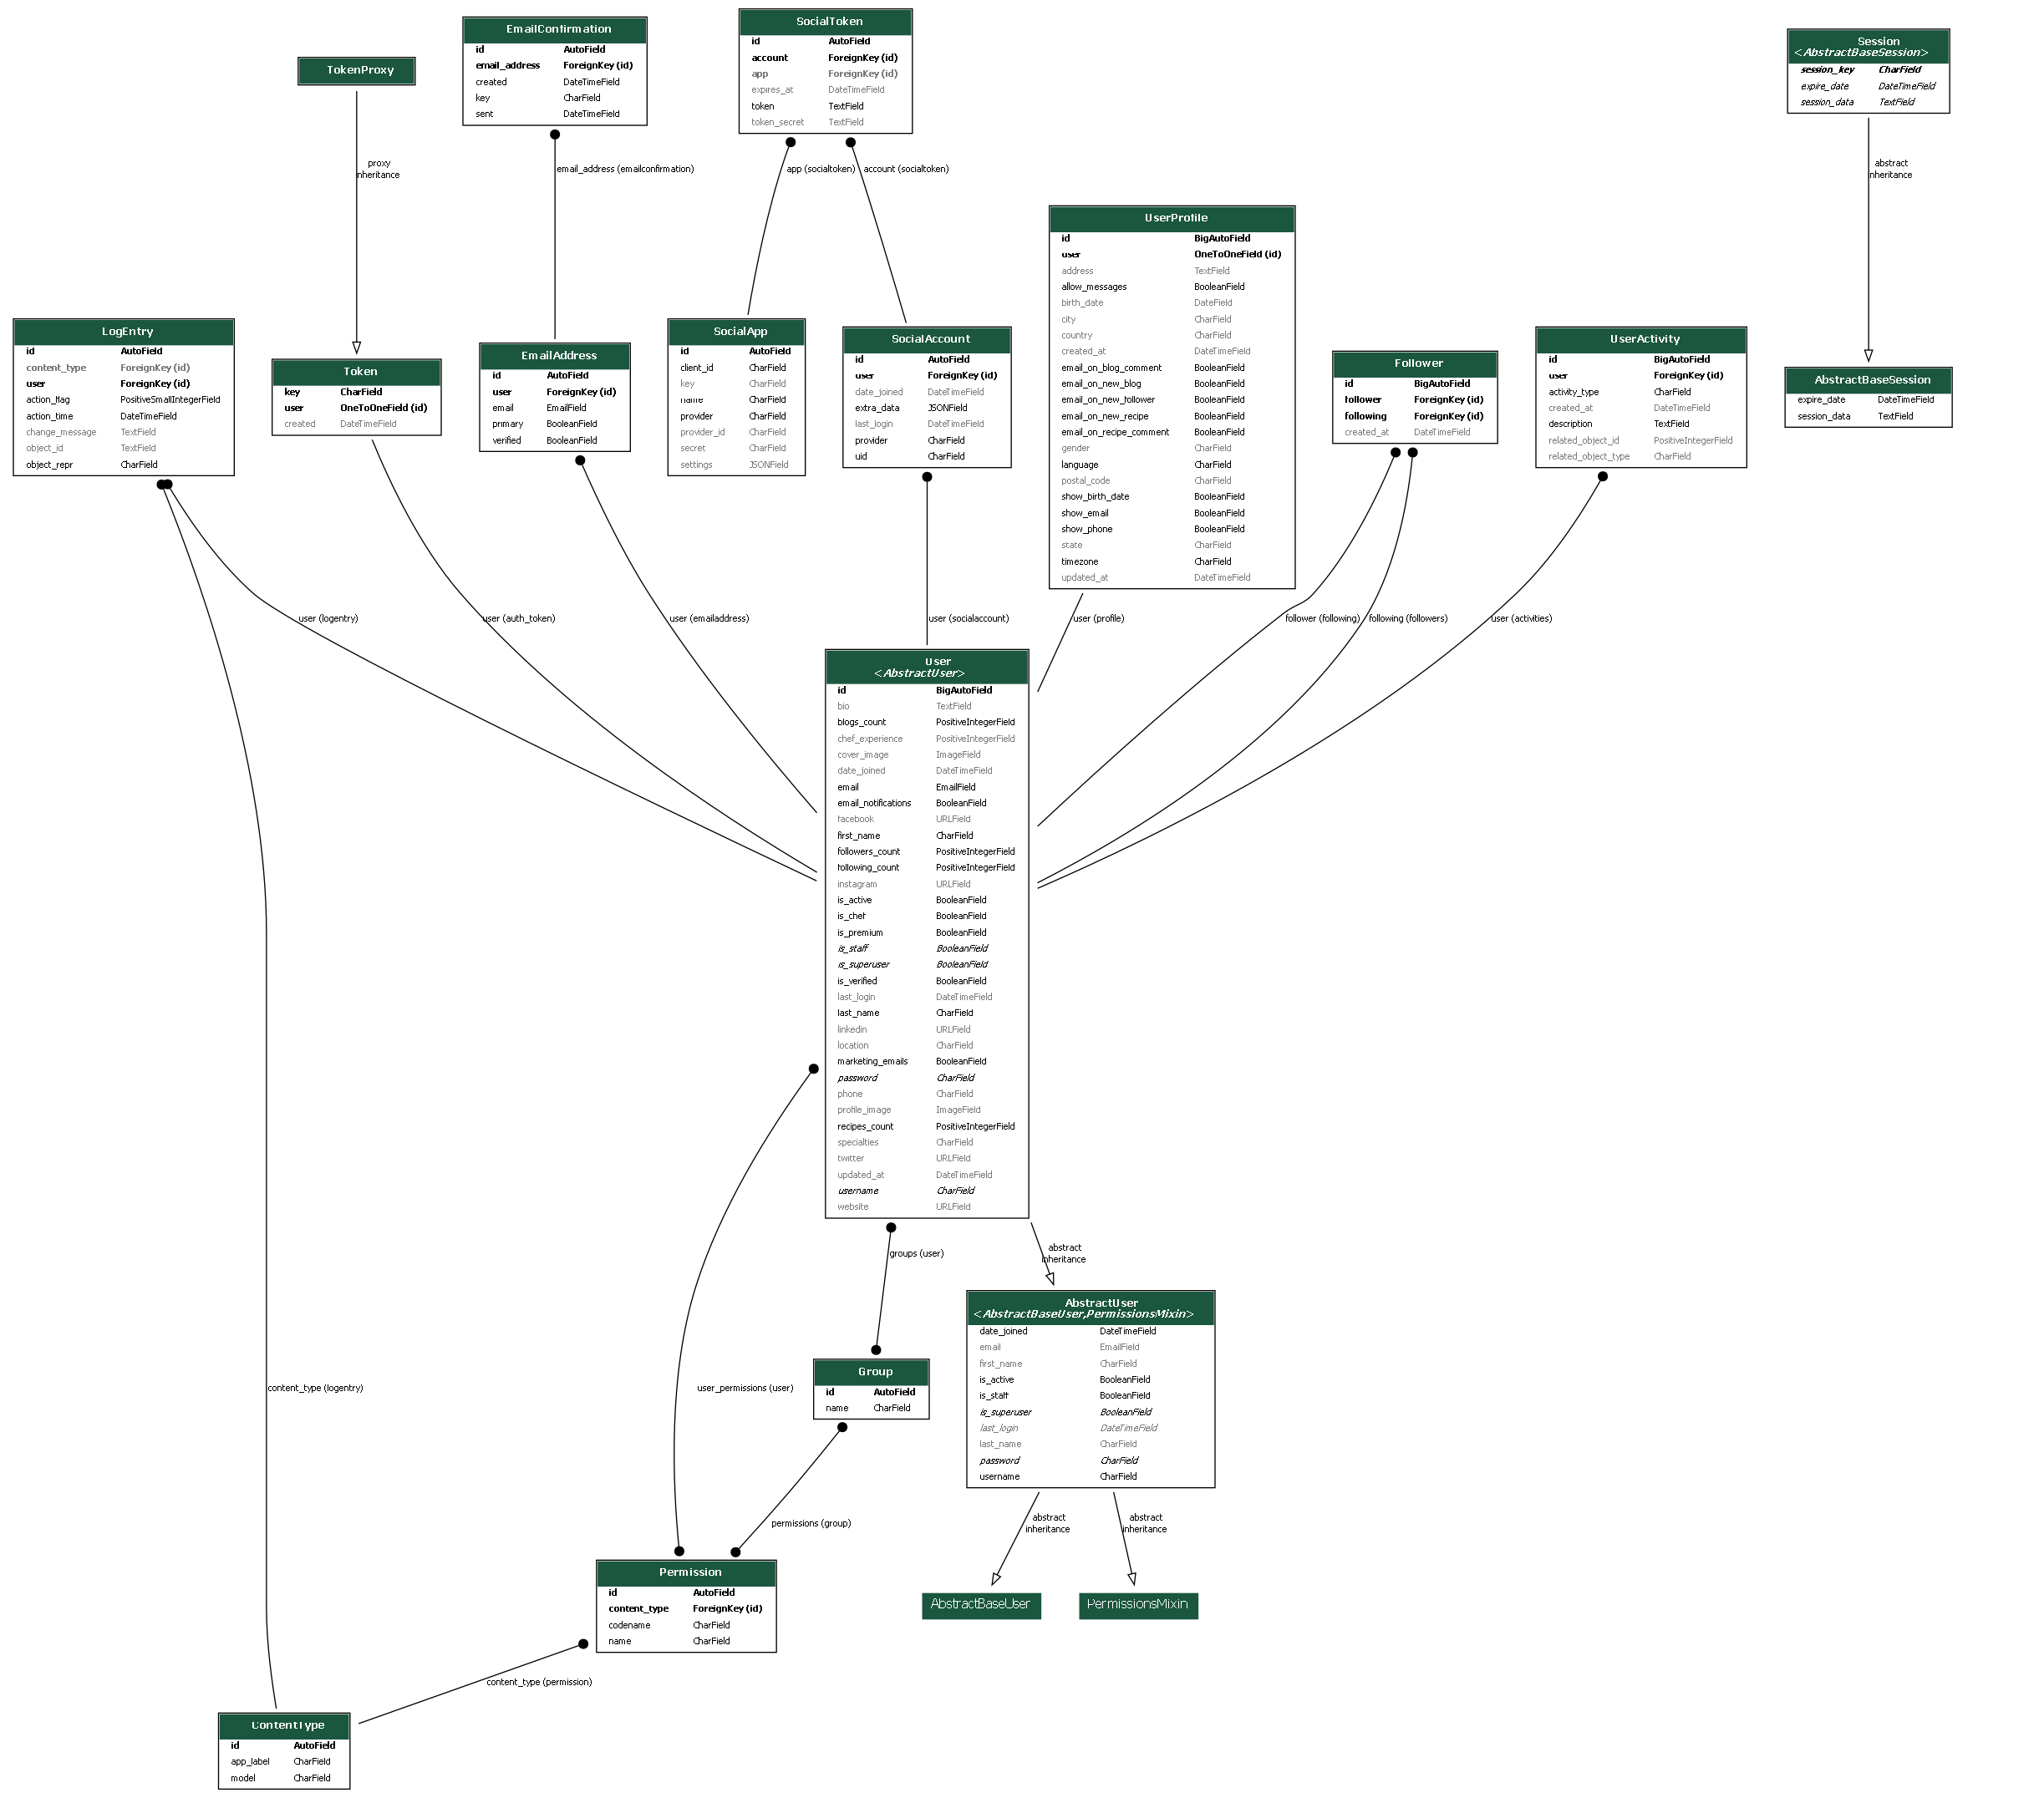 EmailConfirmation
id AutoField
email_address ForeignKey (id)
created DateTimeField
key CharField
sent DateTimeField
SocialToken
id AutoField
account ForeignKey (id)
app ForeignKey (id)
expires_at DateTimeField
token TextField
token_secret TextField
Session
<AbstractBaseSession>
session_key CharField
expire_date DateTimeField
session_data TextField
TokenProxy
proxy
inheritance
email_address (emailconfirmation)
app (socialtoken)
account (socialtoken)
abstract
inheritance
UserProfile
id BigAutoField
user OneToOneField (id)
address TextField
allow_messages BooleanField
birth_date DateField
city CharField
country CharField
created_at DateTimeField
email_on_blog_comment BooleanField
email_on_new_blog BooleanField
email_on_new_follower BooleanField
email_on_new_recipe BooleanField
email_on_recipe_comment BooleanField
gender CharField
language CharField
postal_code CharField
show_birth_date BooleanField
show_email BooleanField
show_phone BooleanField
state CharField
timezone CharField
updated_at DateTimeField
LogEntry
id AutoField
content_type ForeignKey (id)
user ForeignKey (id)
action_flag PositiveSmallIntegerField
action_time DateTimeField
change_message TextField
object_id TextField
object_repr CharField
Token
key CharField
user OneToOneField (id)
created DateTimeField
EmailAddress
id AutoField
user ForeignKey (id)
email EmailField
primary BooleanField
verified BooleanField
SocialApp
id AutoField
client_id CharField
key CharField
name CharField
provider CharField
provider_id CharField
secret CharField
settings JSONField
SocialAccount
id AutoField
user ForeignKey (id)
date_joined DateTimeField
extra_data JSONField
last_login DateTimeField
provider CharField
uid CharField
Follower
id BigAutoField
follower ForeignKey (id)
following ForeignKey (id)
created_at DateTimeField
UserActivity
id BigAutoField
user ForeignKey (id)
activity_type CharField
created_at DateTimeField
description TextField
related_object_id PositiveIntegerField
related_object_type CharField
AbstractBaseSession
expire_date DateTimeField
session_data TextField
user (logentry)
user (auth_token)
user (emailaddress)
user (socialaccount)
user (profile)
follower (following)
following (followers)
user (activities)
User
<AbstractUser>
id BigAutoField
bio TextField
blogs_count PositiveIntegerField
chef_experience PositiveIntegerField
cover_image ImageField
date_joined DateTimeField
email EmailField
email_notifications BooleanField
facebook URLField
first_name CharField
followers_count PositiveIntegerField
following_count PositiveIntegerField
instagram URLField
is_active BooleanField
is_chef BooleanField
is_premium BooleanField
is_staff BooleanField
is_superuser BooleanField
is_verified BooleanField
last_login DateTimeField
last_name CharField
linkedin URLField
location CharField
marketing_emails BooleanField
password CharField
phone CharField
profile_image ImageField
recipes_count PositiveIntegerField
specialties CharField
twitter URLField
updated_at DateTimeField
username CharField
website URLField
groups (user)
abstract
inheritance
AbstractUser
<AbstractBaseUser,PermissionsMixin>
date_joined DateTimeField
email EmailField
first_name CharField
is_active BooleanField
is_staff BooleanField
is_superuser BooleanField
last_login DateTimeField
last_name CharField
password CharField
username CharField
content_type (logentry)
user_permissions (user)
Group
id AutoField
name CharField
permissions (group)
abstract
inheritance
abstract
inheritance
Permission
id AutoField
content_type ForeignKey (id)
codename CharField
name CharField
AbstractBaseUser
PermissionsMixin
content_type (permission)
ContentType
id AutoField
app_label CharField
model CharField